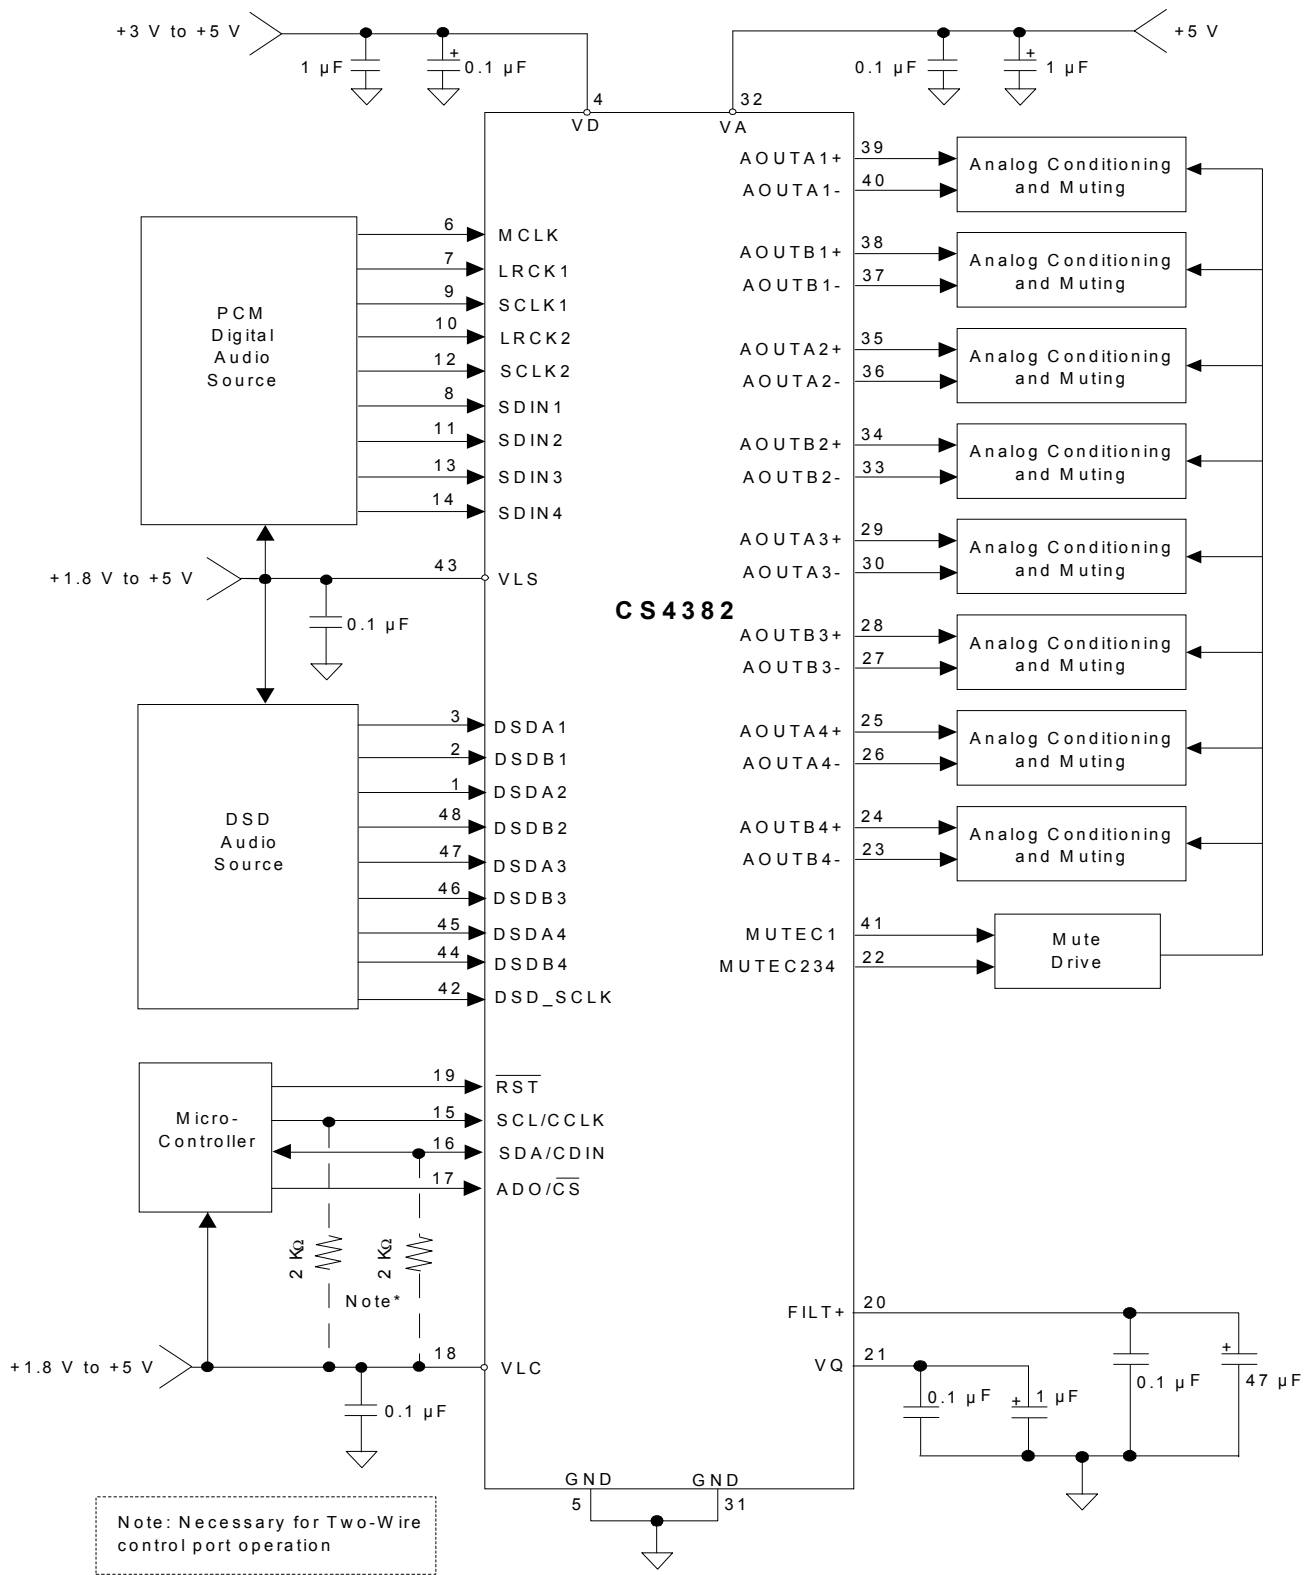 +3 V to +5 V
1 µF
+
0.1 µF
0.1 µF
+
1 µF
+5 V
4
VD
32
VA
PCM
Digital
Audio
Source
6
MCLK
7
LRCK1
9
SCLK1
10
LRCK2
12
SCLK2
8
SDIN1
11
SDIN2
13
SDIN3
14
SDIN4
+1.8 V to +5 V
43
VLS
0.1 µF
CS4382
DSD
Audio
Source
3
DSDA1
2
DSDB1
1
DSDA2
48
DSDB2
47
DSDA3
46
DSDB3
45
DSDA4
44
DSDB4
42
DSD_SCLK
Micro-
Controller
19
RST
15
SCL/CCLK
16
SDA/CDIN
17
ADO/CS
2 KΩ
2 KΩ
Note*
+1.8 V to +5 V
18
VLC
0.1 µF
AOUTA1+
39
AOUTA1-
40
Analog Conditioning
and Muting
AOUTB1+
38
AOUTB1-
37
Analog Conditioning
and Muting
AOUTA2+
35
AOUTA2-
36
Analog Conditioning
and Muting
AOUTB2+
34
AOUTB2-
33
Analog Conditioning
and Muting
AOUTA3+
29
AOUTA3-
30
Analog Conditioning
and Muting
AOUTB3+
28
AOUTB3-
27
Analog Conditioning
and Muting
AOUTA4+
25
AOUTA4-
26
Analog Conditioning
and Muting
AOUTB4+
24
AOUTB4-
23
Analog Conditioning
and Muting
MUTEC1
41
MUTEC234
22
Mute
Drive
FILT+
20
VQ
21
0.1 µF
+
1 µF
0.1 µF
+
47 µF
GND
5
GND
31
Note: Necessary for Two-Wire
control port operation